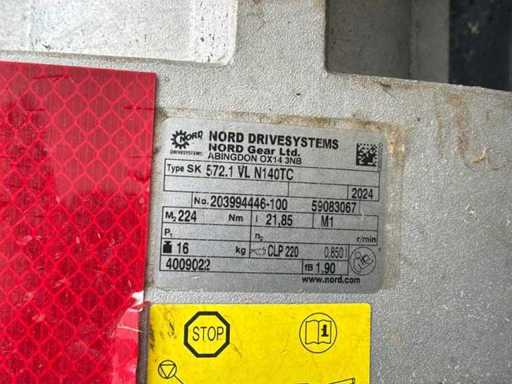 NORD
DRIVESYSTEMS
NORD DRIVESYSTEMS
NORD Gear Ltd.
ABINGDON OX14 3NB
Type SK 572.1 VL N140TC
2024
No. 203994446-100 59083067
M₂ 224 Nm i 21,85 M1
P₁ n₂ r/min
16 kg CLP 220 0,850 l
4009022 fB 1,90
www.nord.com
STOP
i